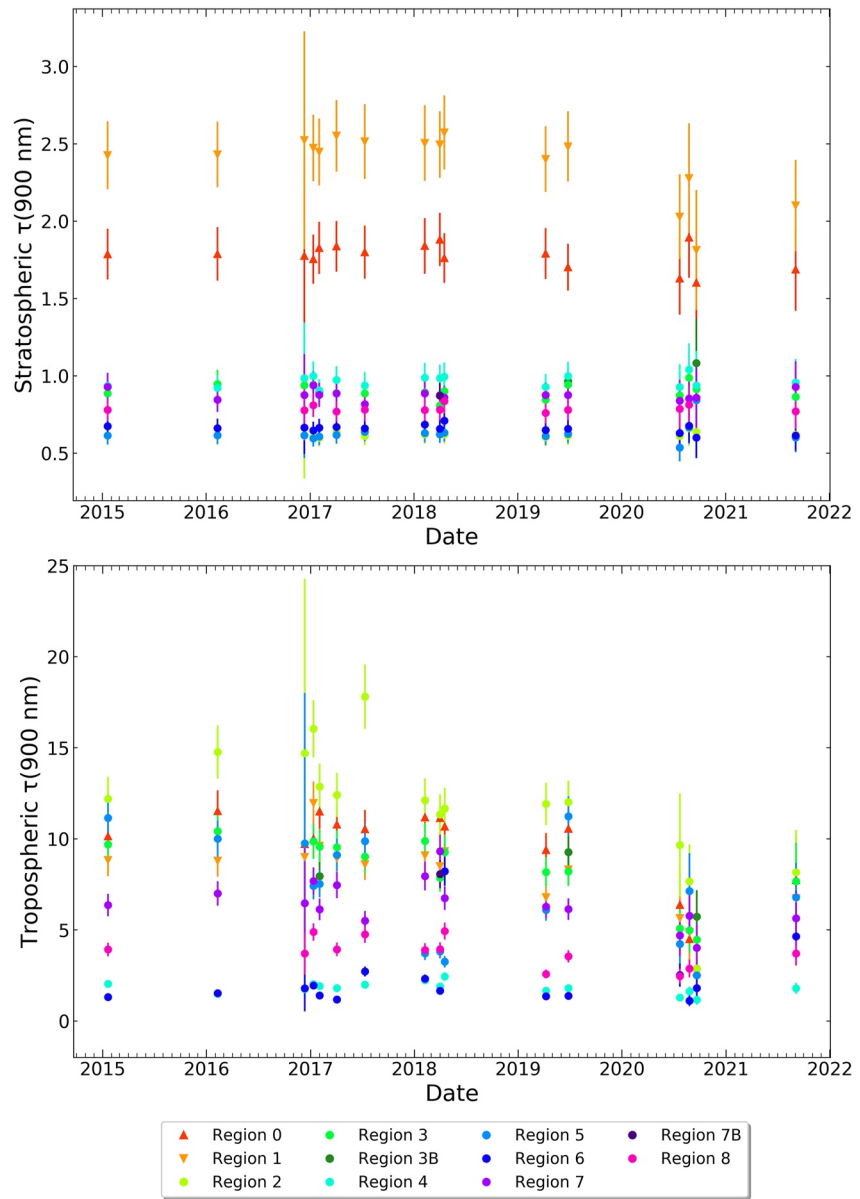 3.0
2.5
2.0
1.5
1.0
0.5
Stratospheric τ(900 nm)
2015 2016 2017 2018 2019 2020 2021 2022
Date
25
20
15
10
5
0
Tropospheric τ(900 nm)
2015 2016 2017 2018 2019 2020 2021 2022
Date
Region 0 Region 3 Region 5 Region 7B
Region 1 Region 3B Region 6 Region 8
Region 2 Region 4 Region 7